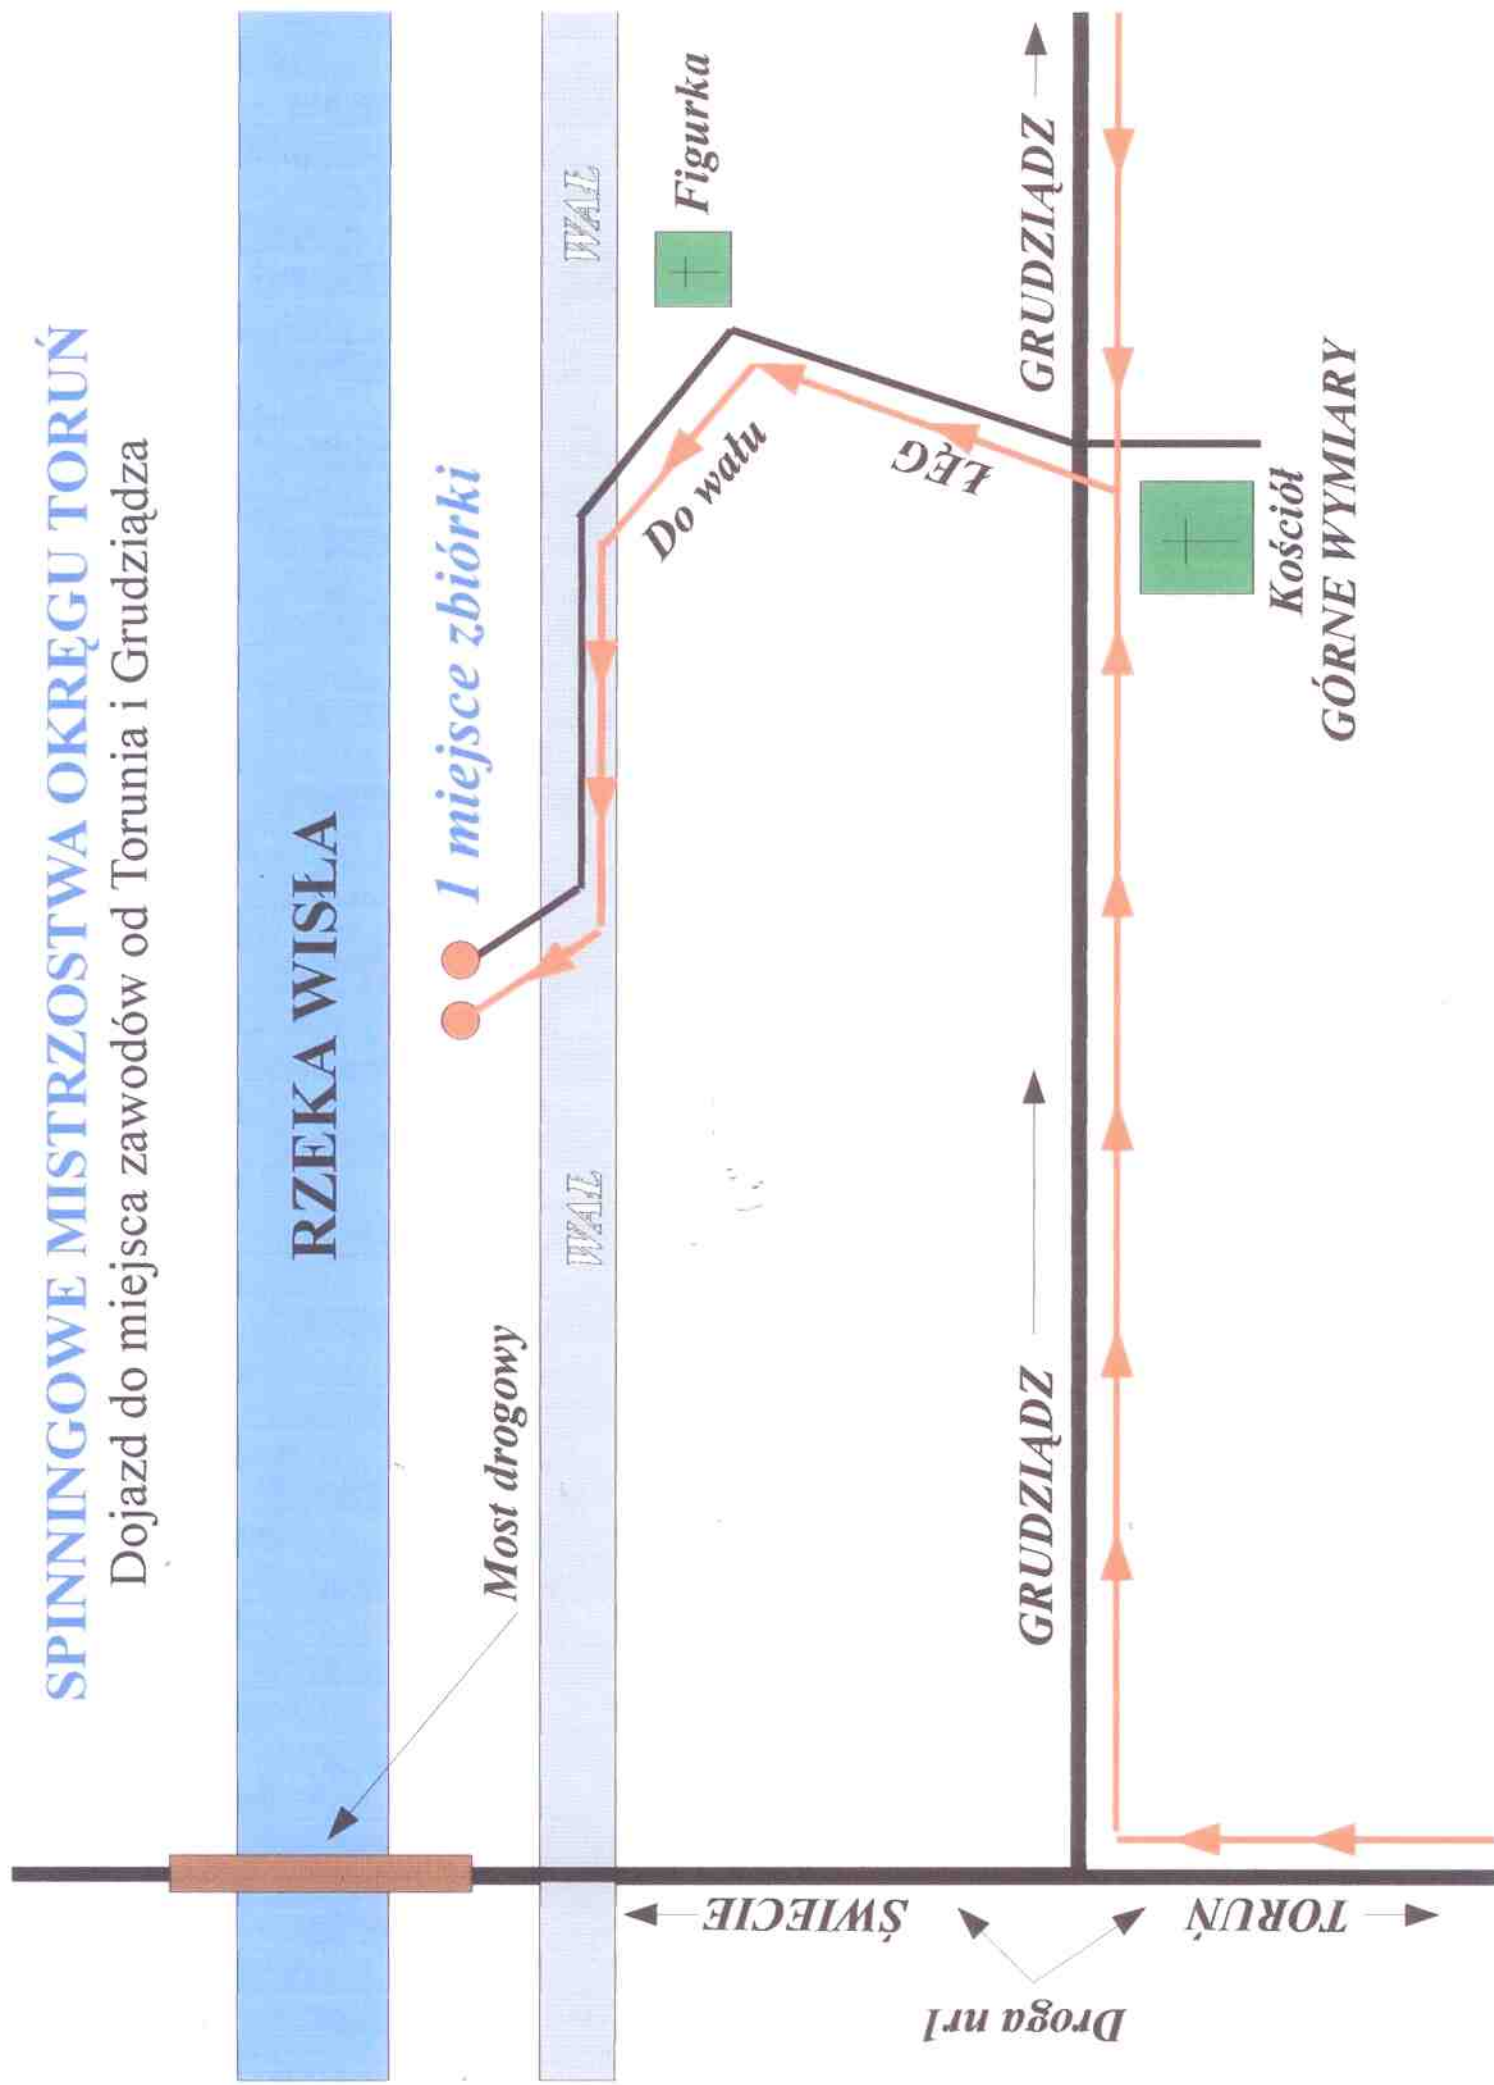 SPINNINGOWE MISTRZOSTWA OKRĘGU TORUŃ
Dojazd do miejsca zawodów od Torunia i Grudziądza
RZEKA WISŁA
1 miejsce zbiórki
Most drogowy
WAŁ
WAŁ
Figurka
Do wału
ŁĘG
GRUDZIĄDZ
GRUDZIĄDZ
Kościół
GÓRNE WYMIARY
ŚWIECIE
TORUŃ
Droga nr1